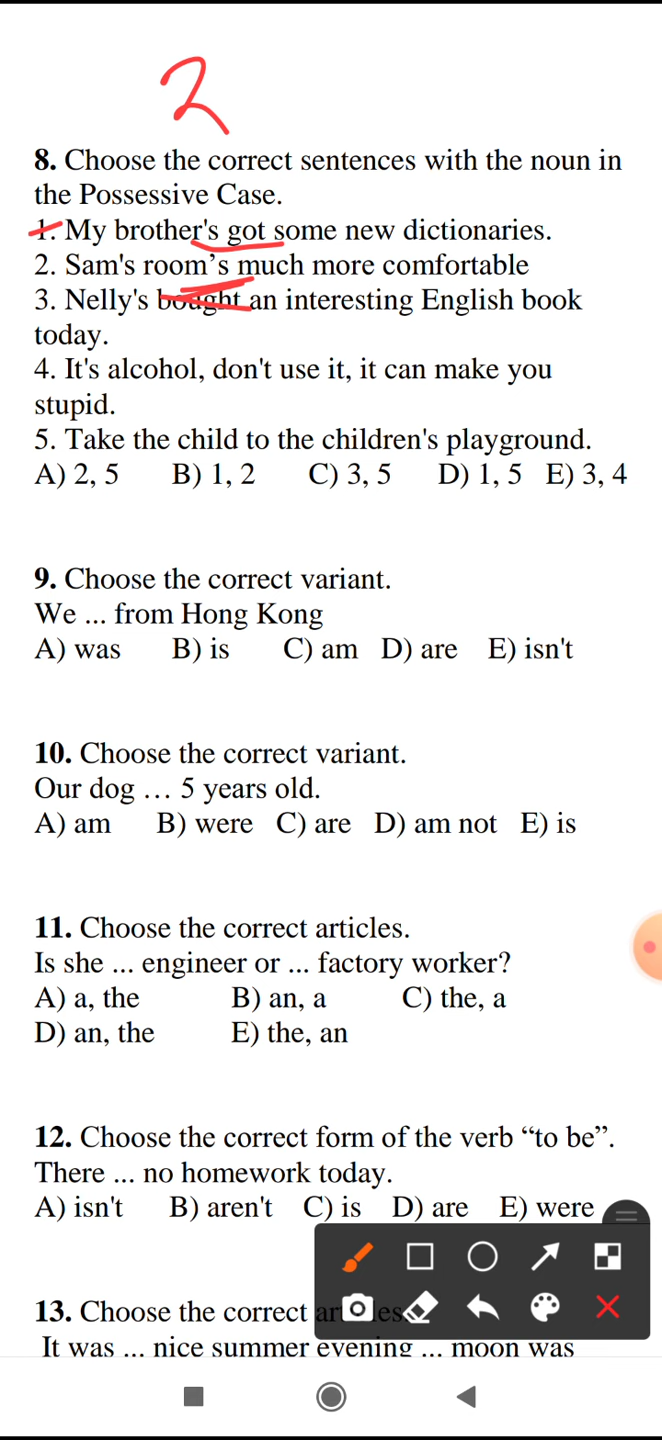 2
8. Choose the correct sentences with the noun in
the Possessive Case.
1. My brother's got some new dictionaries.
2. Sam's room’s much more comfortable
3. Nelly's bought an interesting English book
today.
4. It's alcohol, don't use it, it can make you
stupid.
5. Take the child to the children's playground.
A) 2, 5 B) 1, 2 C) 3, 5 D) 1, 5 E) 3, 4
9. Choose the correct variant.
We ... from Hong Kong
A) was B) is C) am D) are E) isn't
10. Choose the correct variant.
Our dog … 5 years old.
A) am B) were C) are D) am not E) is
11. Choose the correct articles.
Is she ... engineer or ... factory worker?
A) a, the B) an, a C) the, a
D) an, the E) the, an
12. Choose the correct form of the verb “to be”.
There ... no homework today.
A) isn't B) aren't C) is D) are E) were
13. Choose the correct
It was ... nice summer evening ... moon was